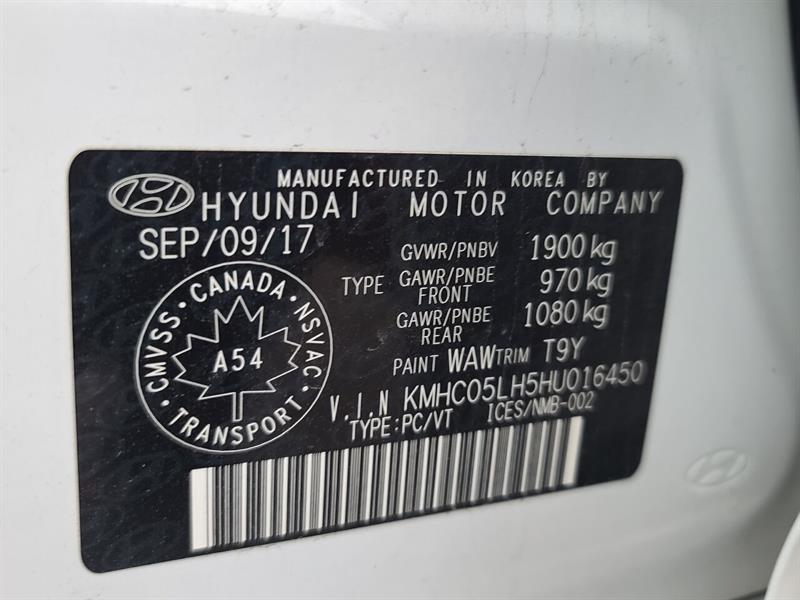 MANUFACTURED IN KOREA BY
HYUNDAI MOTOR COMPANY
SEP/09/17
GVWR/PNBV 1900 kg
TYPE GAWR/PNBE FRONT 970 kg
GAWR/PNBE REAR 1080 kg
PAINT WAW TRIM T9Y
V.I.N KMHC05LH5HU016450
TYPE:PC/VT ICES/NMB-002
CMVSS · CANADA · NSVAC
A54
TRANSPORT